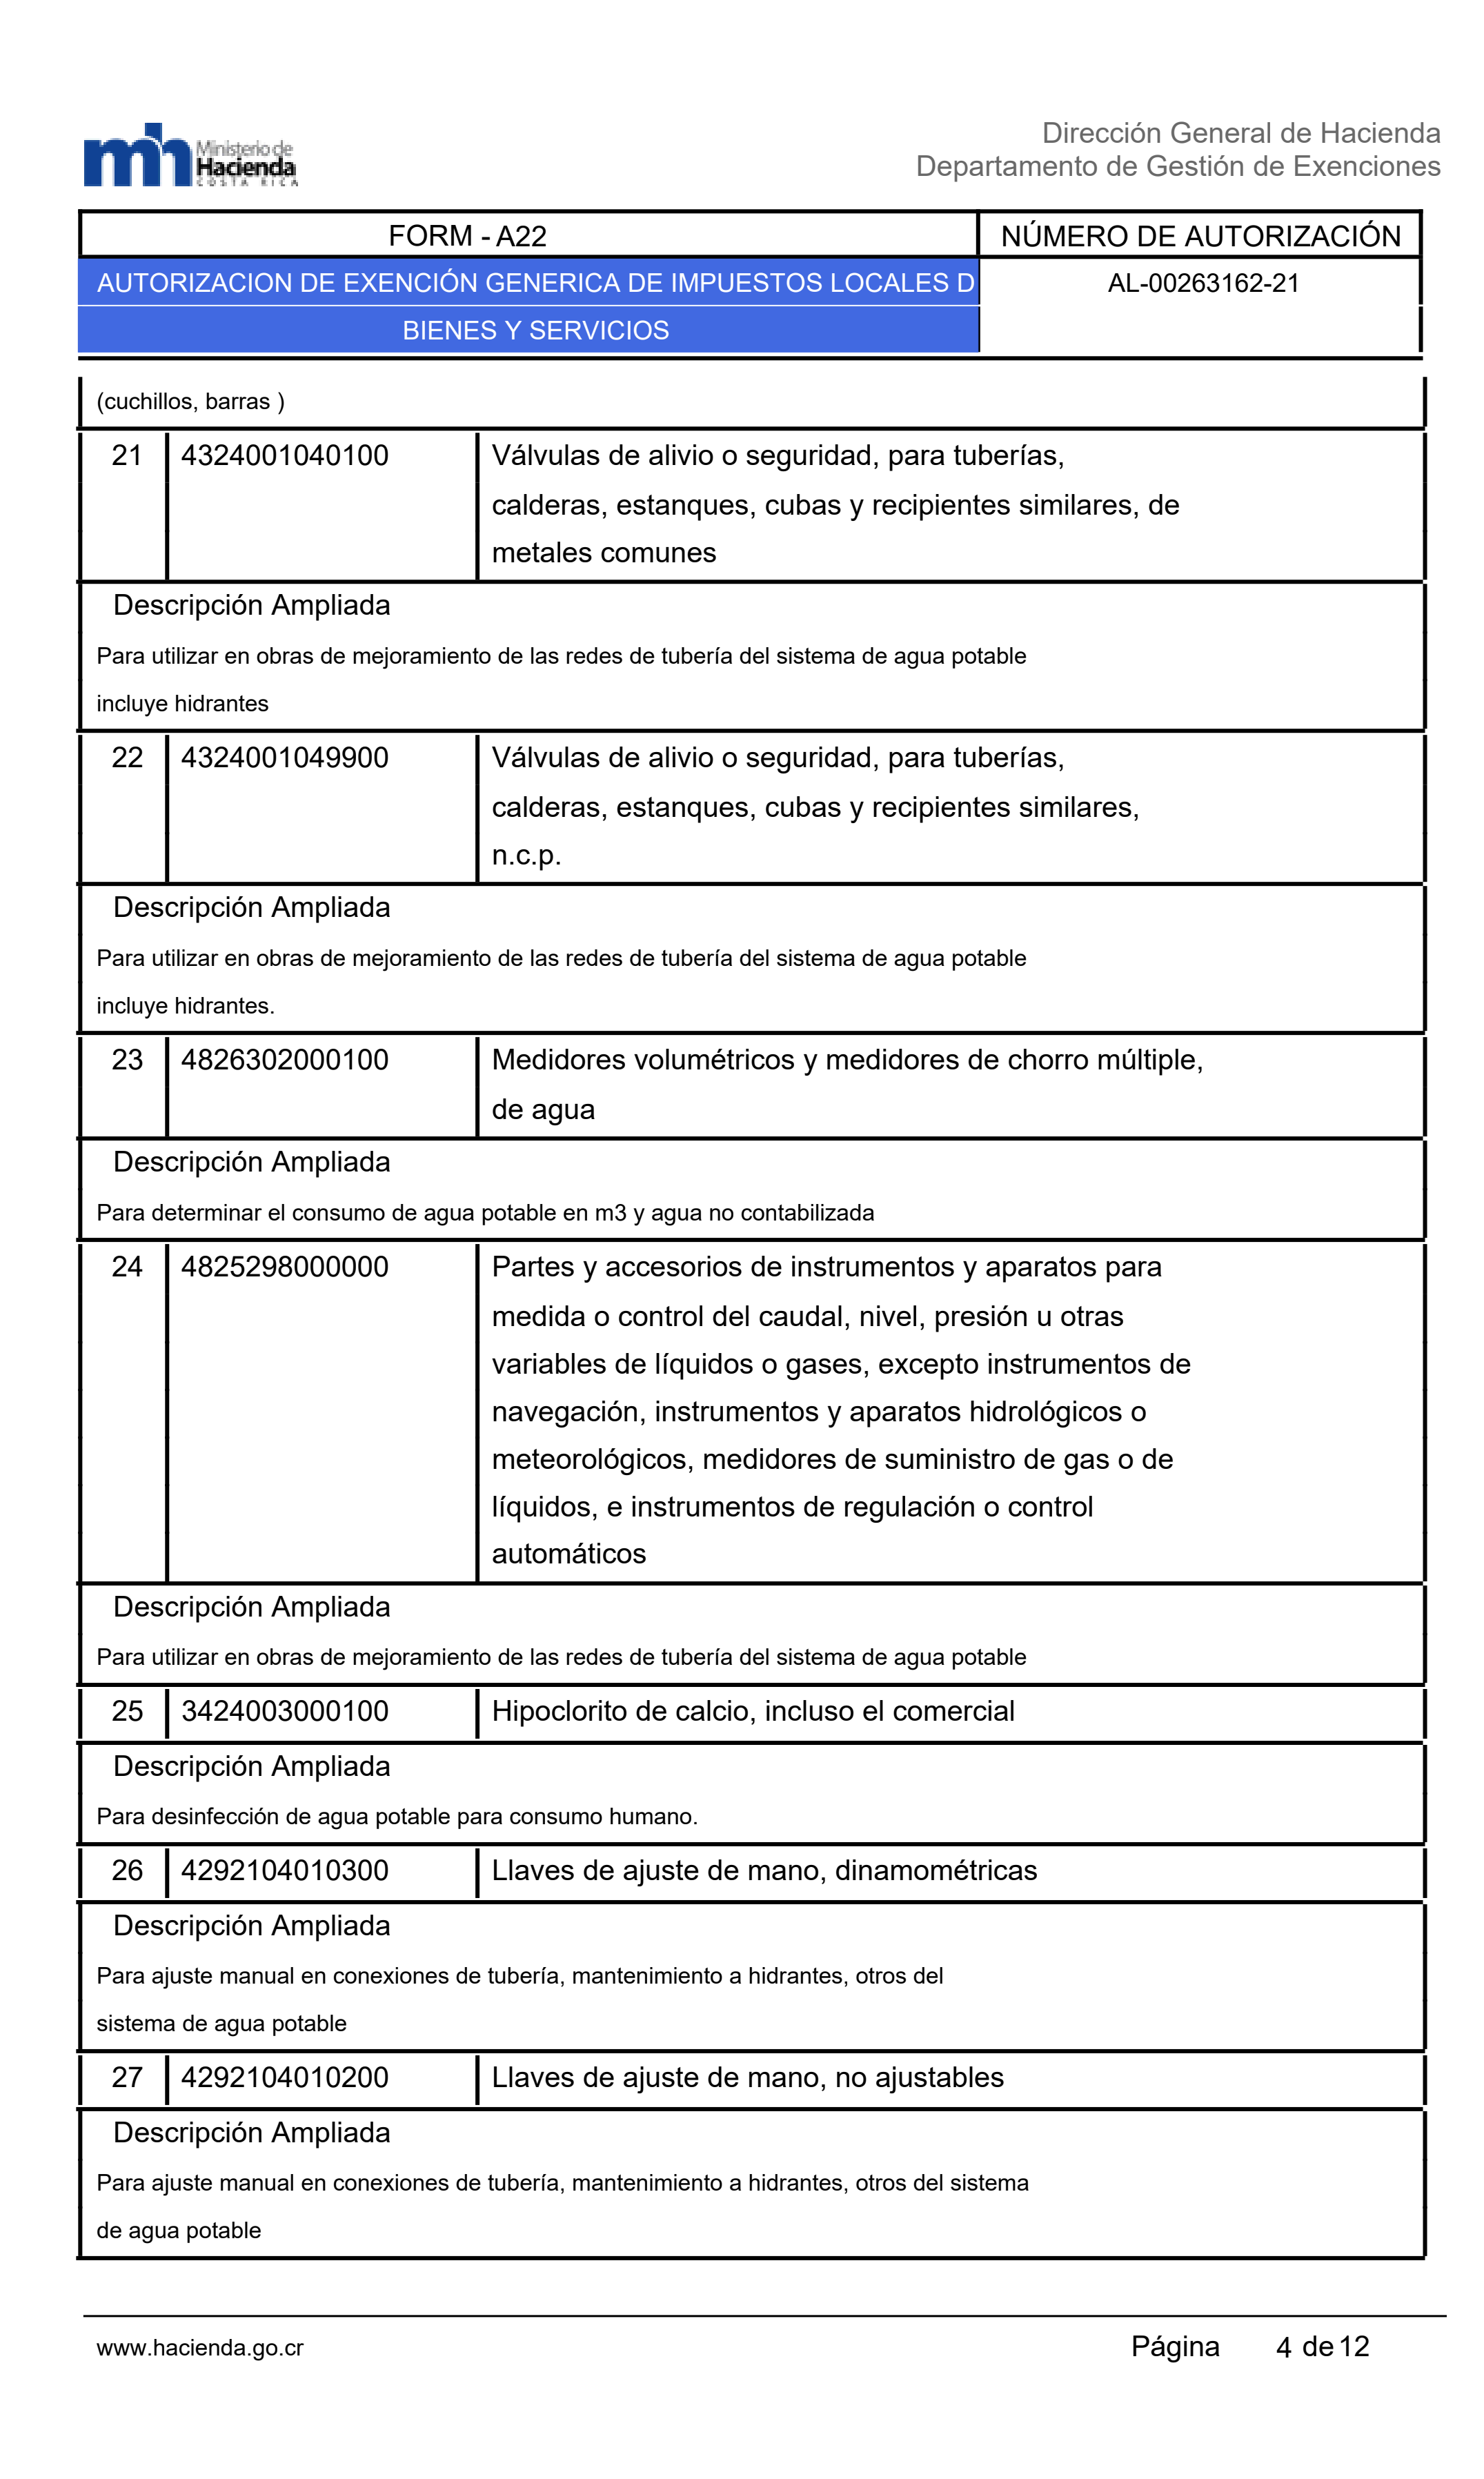 Ministerio de
Hacienda
COSTA RICA
Dirección General de Hacienda
Departamento de Gestión de Exenciones
FORM - A22
NÚMERO DE AUTORIZACIÓN
AUTORIZACION DE EXENCIÓN GENERICA DE IMPUESTOS LOCALES D
AL-00263162-21
BIENES Y SERVICIOS
(cuchillos, barras )
21 4324001040100 Válvulas de alivio o seguridad, para tuberías,
calderas, estanques, cubas y recipientes similares, de
metales comunes
Descripción Ampliada
Para utilizar en obras de mejoramiento de las redes de tubería del sistema de agua potable
incluye hidrantes
22 4324001049900 Válvulas de alivio o seguridad, para tuberías,
calderas, estanques, cubas y recipientes similares,
n.c.p.
Descripción Ampliada
Para utilizar en obras de mejoramiento de las redes de tubería del sistema de agua potable
incluye hidrantes.
23 4826302000100 Medidores volumétricos y medidores de chorro múltiple,
de agua
Descripción Ampliada
Para determinar el consumo de agua potable en m3 y agua no contabilizada
24 4825298000000 Partes y accesorios de instrumentos y aparatos para
medida o control del caudal, nivel, presión u otras
variables de líquidos o gases, excepto instrumentos de
navegación, instrumentos y aparatos hidrológicos o
meteorológicos, medidores de suministro de gas o de
líquidos, e instrumentos de regulación o control
automáticos
Descripción Ampliada
Para utilizar en obras de mejoramiento de las redes de tubería del sistema de agua potable
25 3424003000100 Hipoclorito de calcio, incluso el comercial
Descripción Ampliada
Para desinfección de agua potable para consumo humano.
26 4292104010300 Llaves de ajuste de mano, dinamométricas
Descripción Ampliada
Para ajuste manual en conexiones de tubería, mantenimiento a hidrantes, otros del
sistema de agua potable
27 4292104010200 Llaves de ajuste de mano, no ajustables
Descripción Ampliada
Para ajuste manual en conexiones de tubería, mantenimiento a hidrantes, otros del sistema
de agua potable
www.hacienda.go.cr
Página 4 de 12